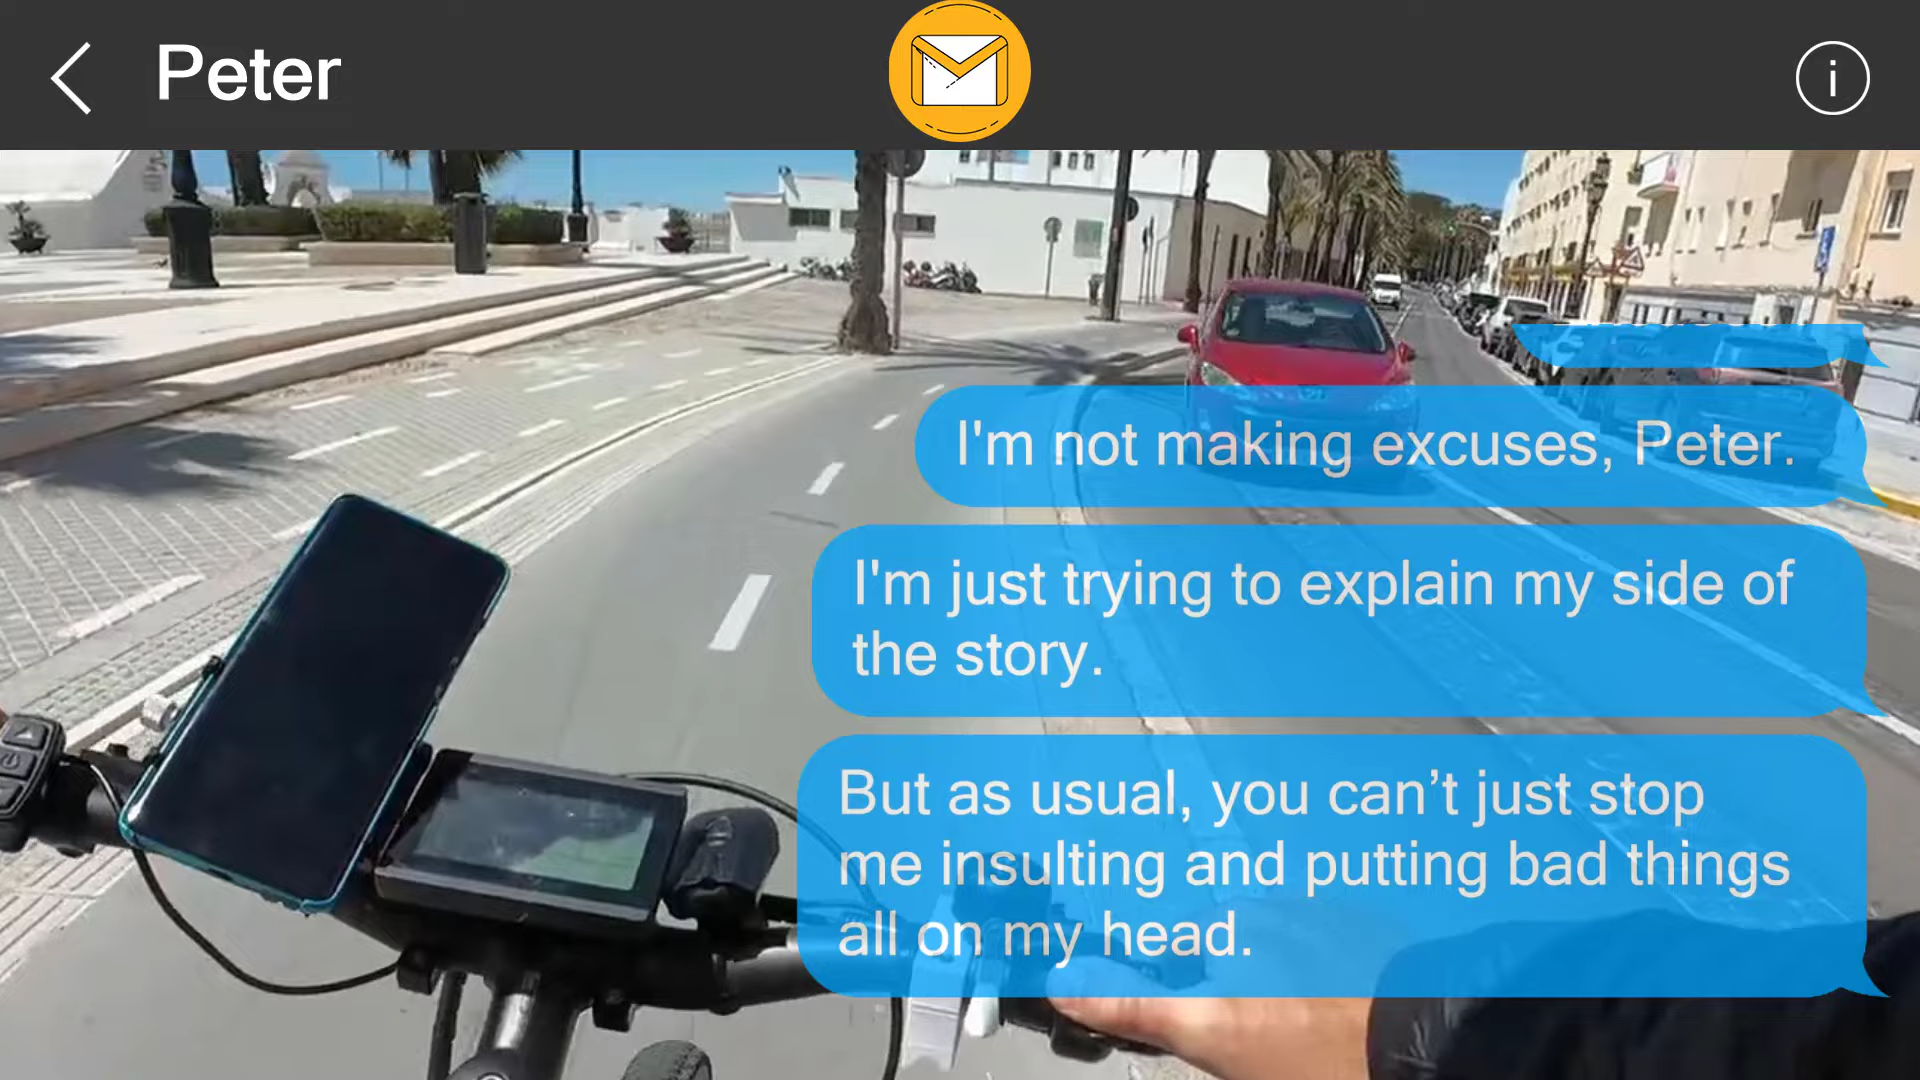 Peter
I'm not making excuses, Peter.
I'm just trying to explain my side of
the story.
But as usual, you can’t just stop
me insulting and putting bad things
all on my head.